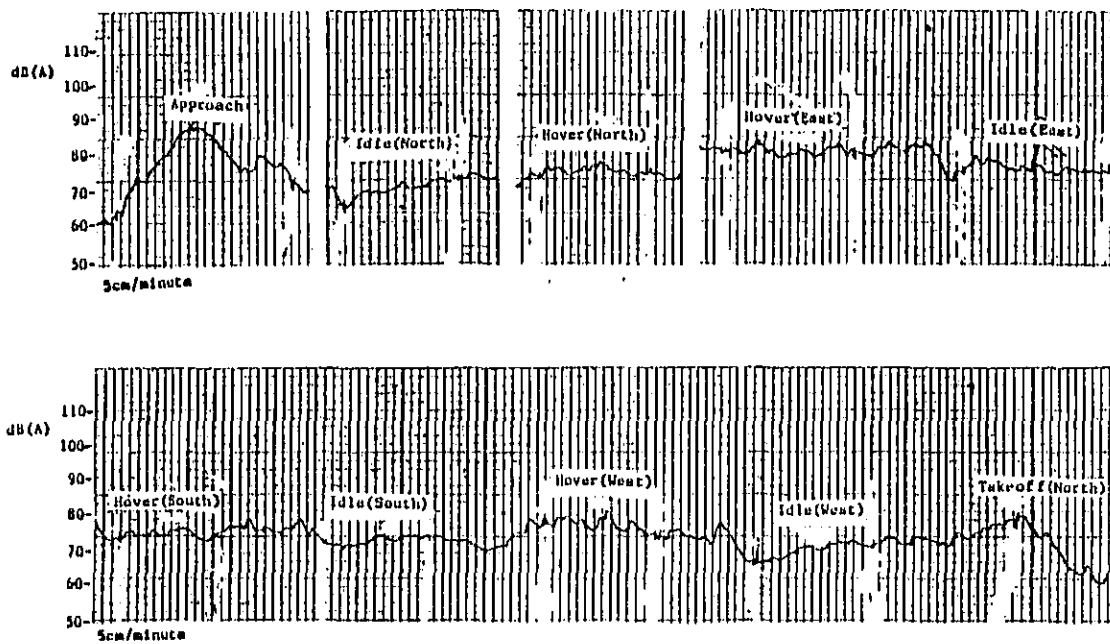 110-
dB(A)
100-
90-
80-
70-
60-
50-
Approach
Idle(North)
Hover(North)
Hover(East)
Idle(East)
5cm/minute
110-
dB(A)
100-
90-
80-
70-
60-
50-
Hover(South)
Idle(South)
Hover(West)
Idle(West)
Takeoff(North)
5cm/minute